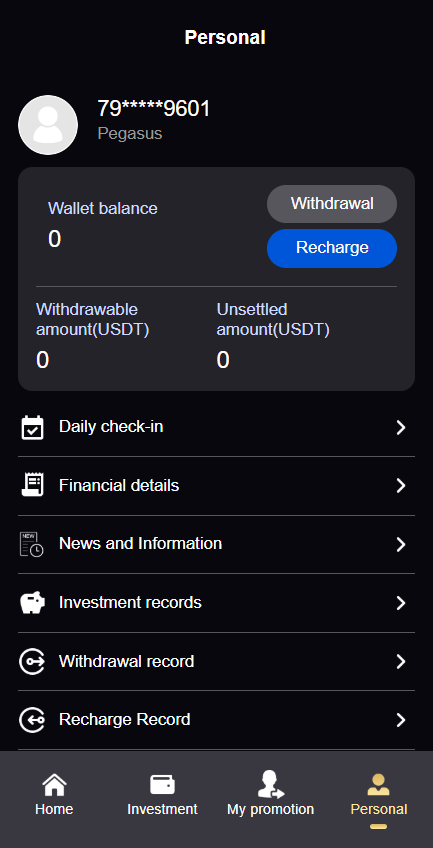 Personal
79*****9601
Pegasus
Wallet balance
0
Withdrawal
Recharge
Withdrawable
amount(USDT)
0
Unsettled
amount(USDT)
0
Daily check-in
Financial details
NEW
News and Information
Investment records
Withdrawal record
Recharge Record
Home
Investment
My promotion
Personal